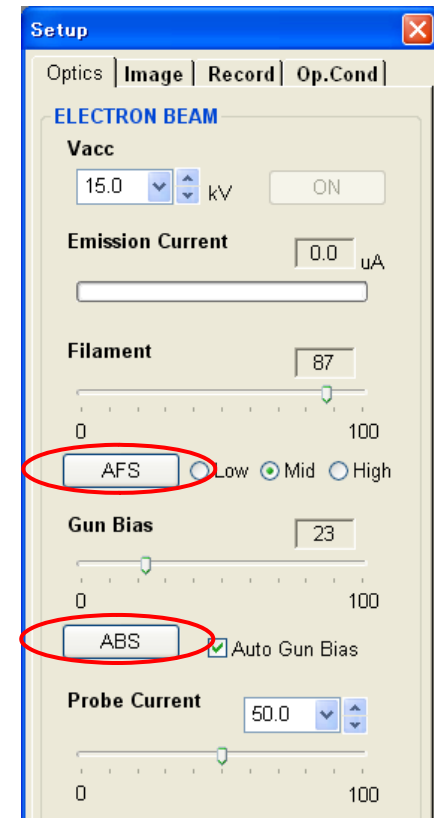 Setup
Optics Image Record Op.Cond
ELECTRON BEAM
Vacc
15.0 kV ON
Emission Current 0.0 uA
Filament 87
0 100
AFS Low Mid High
Gun Bias 23
0 100
ABS Auto Gun Bias
Probe Current 50.0
0 100